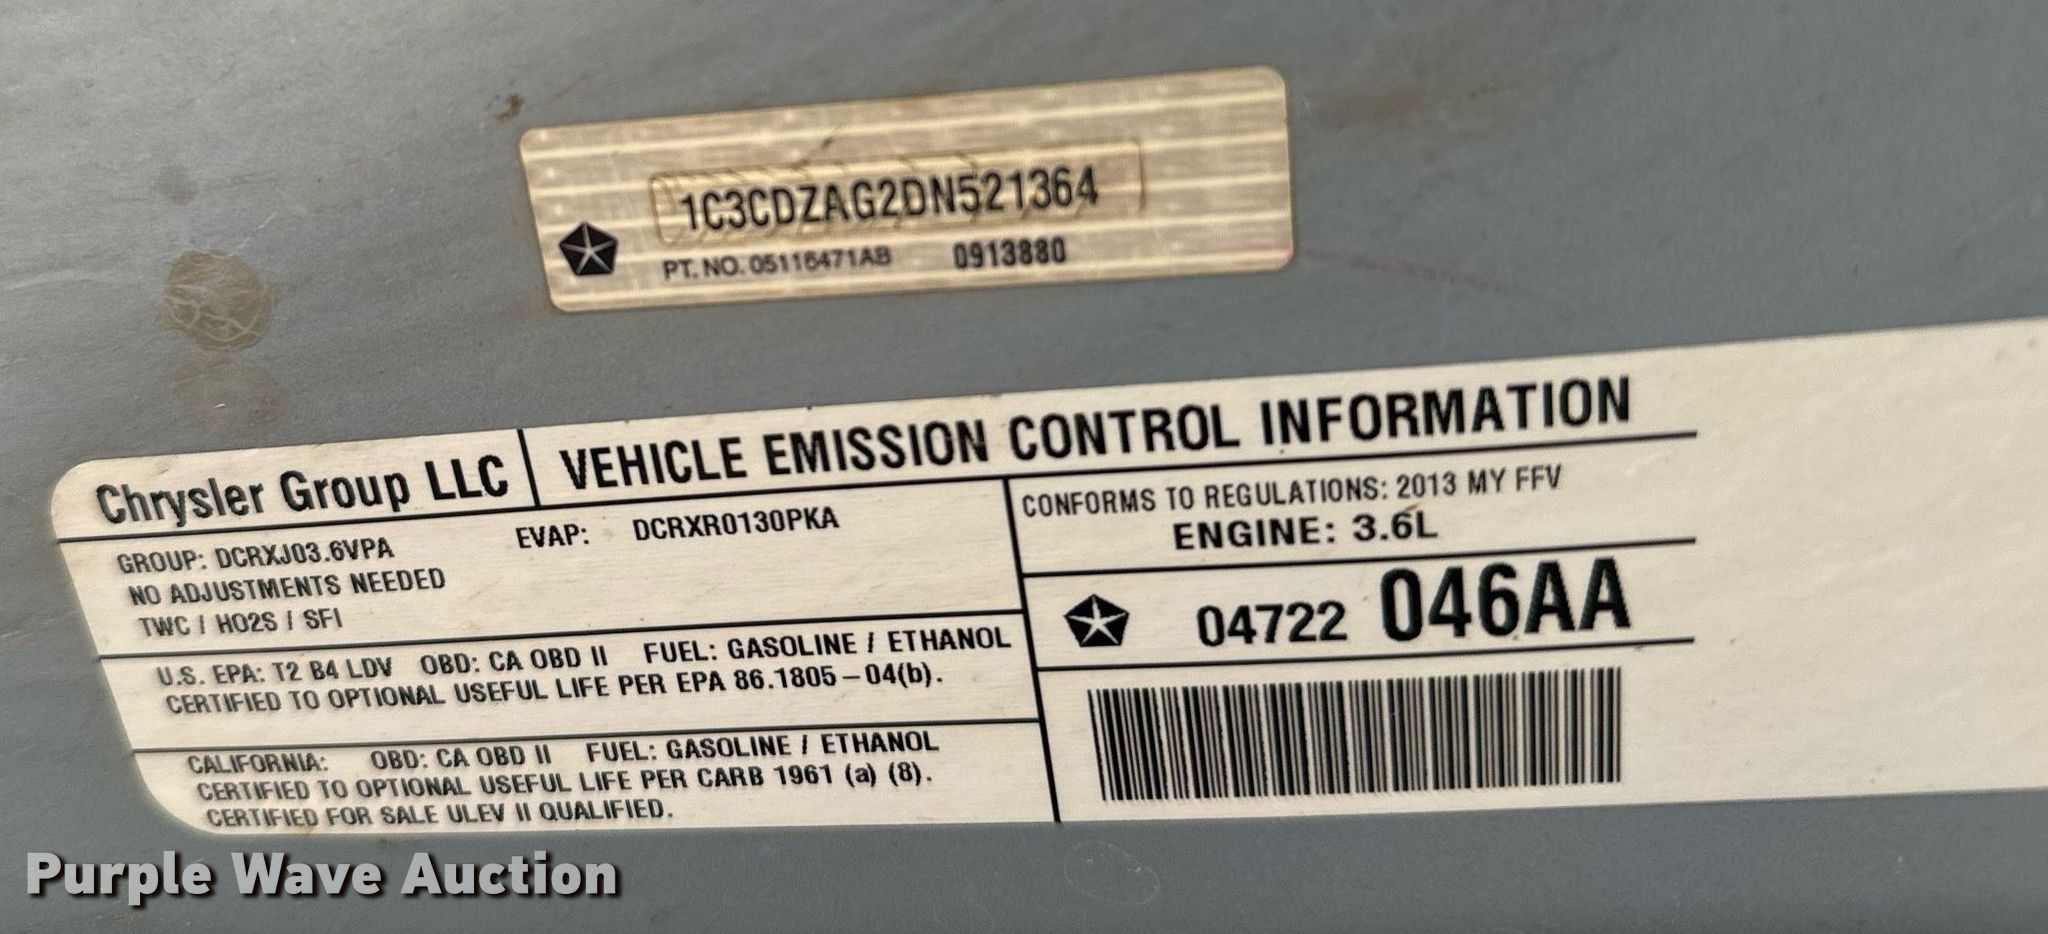 1C3CDZAG2DN521364
PT. NO. 05116471AB 0913880
Chrysler Group LLC VEHICLE EMISSION CONTROL INFORMATION
GROUP: DCRXJ03.6VPA EVAP: DCRXR0130PKA
NO ADJUSTMENTS NEEDED
TWC / HO2S / SFI
CONFORMS TO REGULATIONS: 2013 MY FFV
ENGINE: 3.6L
04722 046AA
U.S. EPA: T2 B4 LDV OBD: CA OBD II FUEL: GASOLINE / ETHANOL
CERTIFIED TO OPTIONAL USEFUL LIFE PER EPA 86.1805-04(b).
CALIFORNIA: OBD: CA OBD II FUEL: GASOLINE / ETHANOL
CERTIFIED TO OPTIONAL USEFUL LIFE PER CARB 1961 (a) (8).
CERTIFIED FOR SALE ULEV II QUALIFIED.
Purple Wave Auction